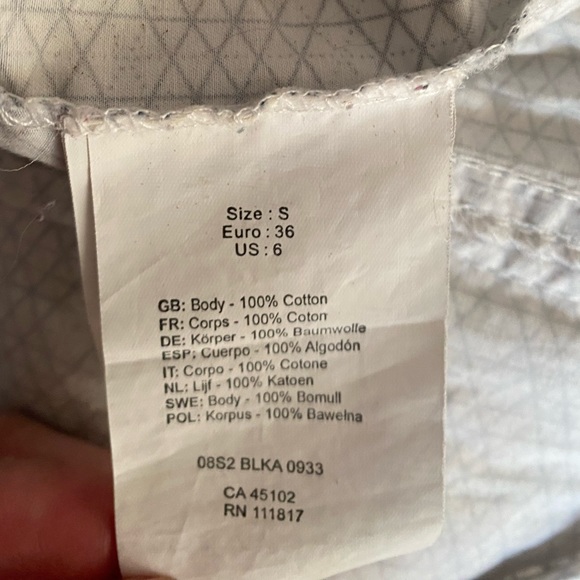 Size : S
Euro : 36
US : 6
GB: Body - 100% Cotton
FR: Corps - 100% Coton
DE: Körper - 100% Baumwolle
ESP: Cuerpo - 100% Algodón
IT: Corpo - 100% Cotone
NL: Lijf - 100% Katoen
SWE: Body - 100% Bomull
POL: Korpus - 100% Bawełna
08S2 BLKA 0933
CA 45102
RN 111817